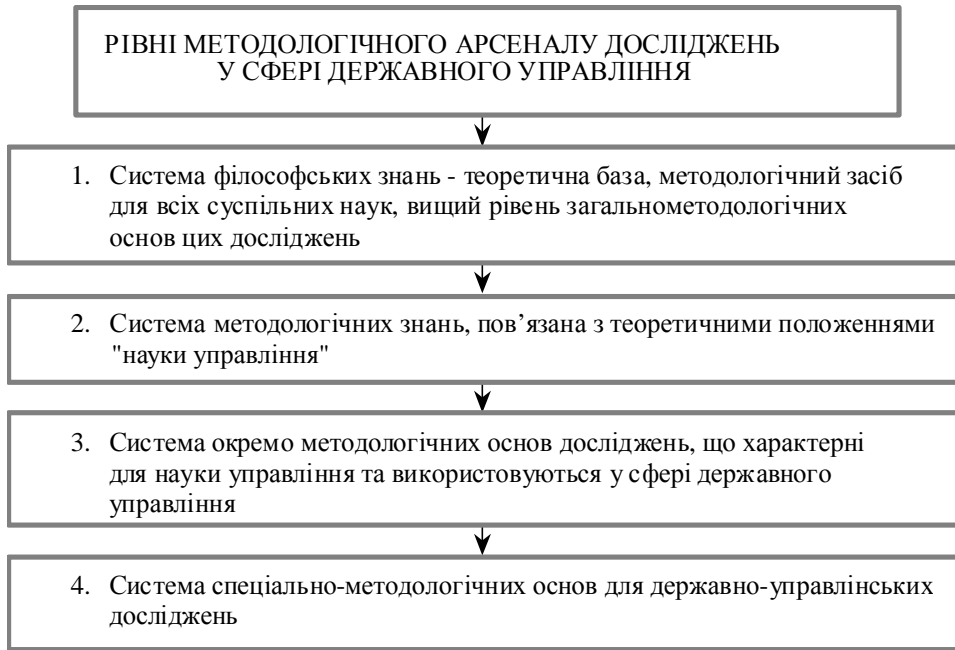 РІВНІ МЕТОДОЛОГІЧНОГО АРСЕНАЛУ ДОСЛІДЖЕНЬ
У СФЕРІ ДЕРЖАВНОГО УПРАВЛІННЯ
1. Система філософських знань - теоретична база, методологічний засіб
для всіх суспільних наук, вищий рівень загальнометодологічних
основ цих досліджень
2. Система методологічних знань, пов’язана з теоретичними положеннями
"науки управління"
3. Система окремо методологічних основ досліджень, що характерні
для науки управління та використовуються у сфері державного
управління
4. Система спеціально-методологічних основ для державно-управлінських
досліджень